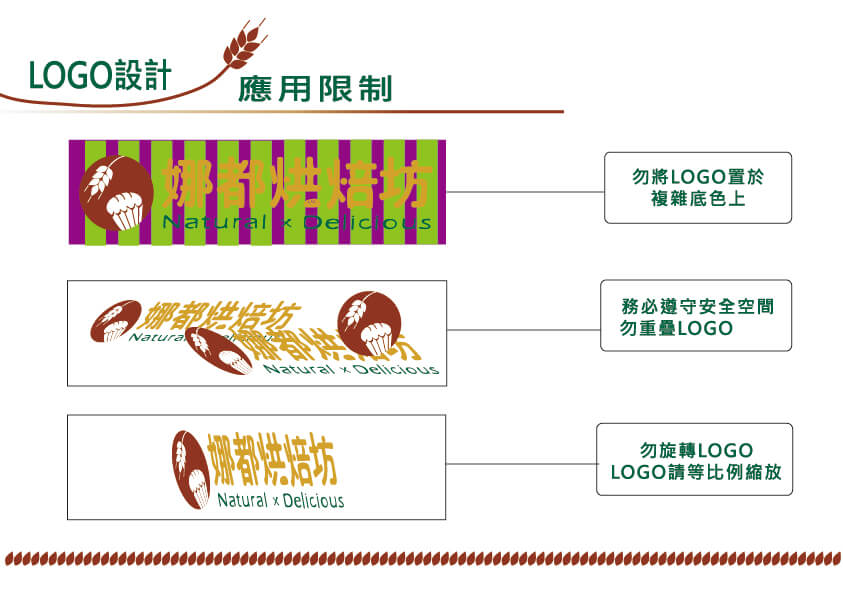 LOGO設計
應用限制
娜都烘焙坊
Natural x Delicious
勿將LOGO置於
複雜底色上
娜都烘焙坊
Natural
娜都烘焙坊
Natural x Delicious
務必遵守安全空間
勿重疊LOGO
娜都烘焙坊
Natural x Delicious
勿旋轉LOGO
LOGO請等比例縮放